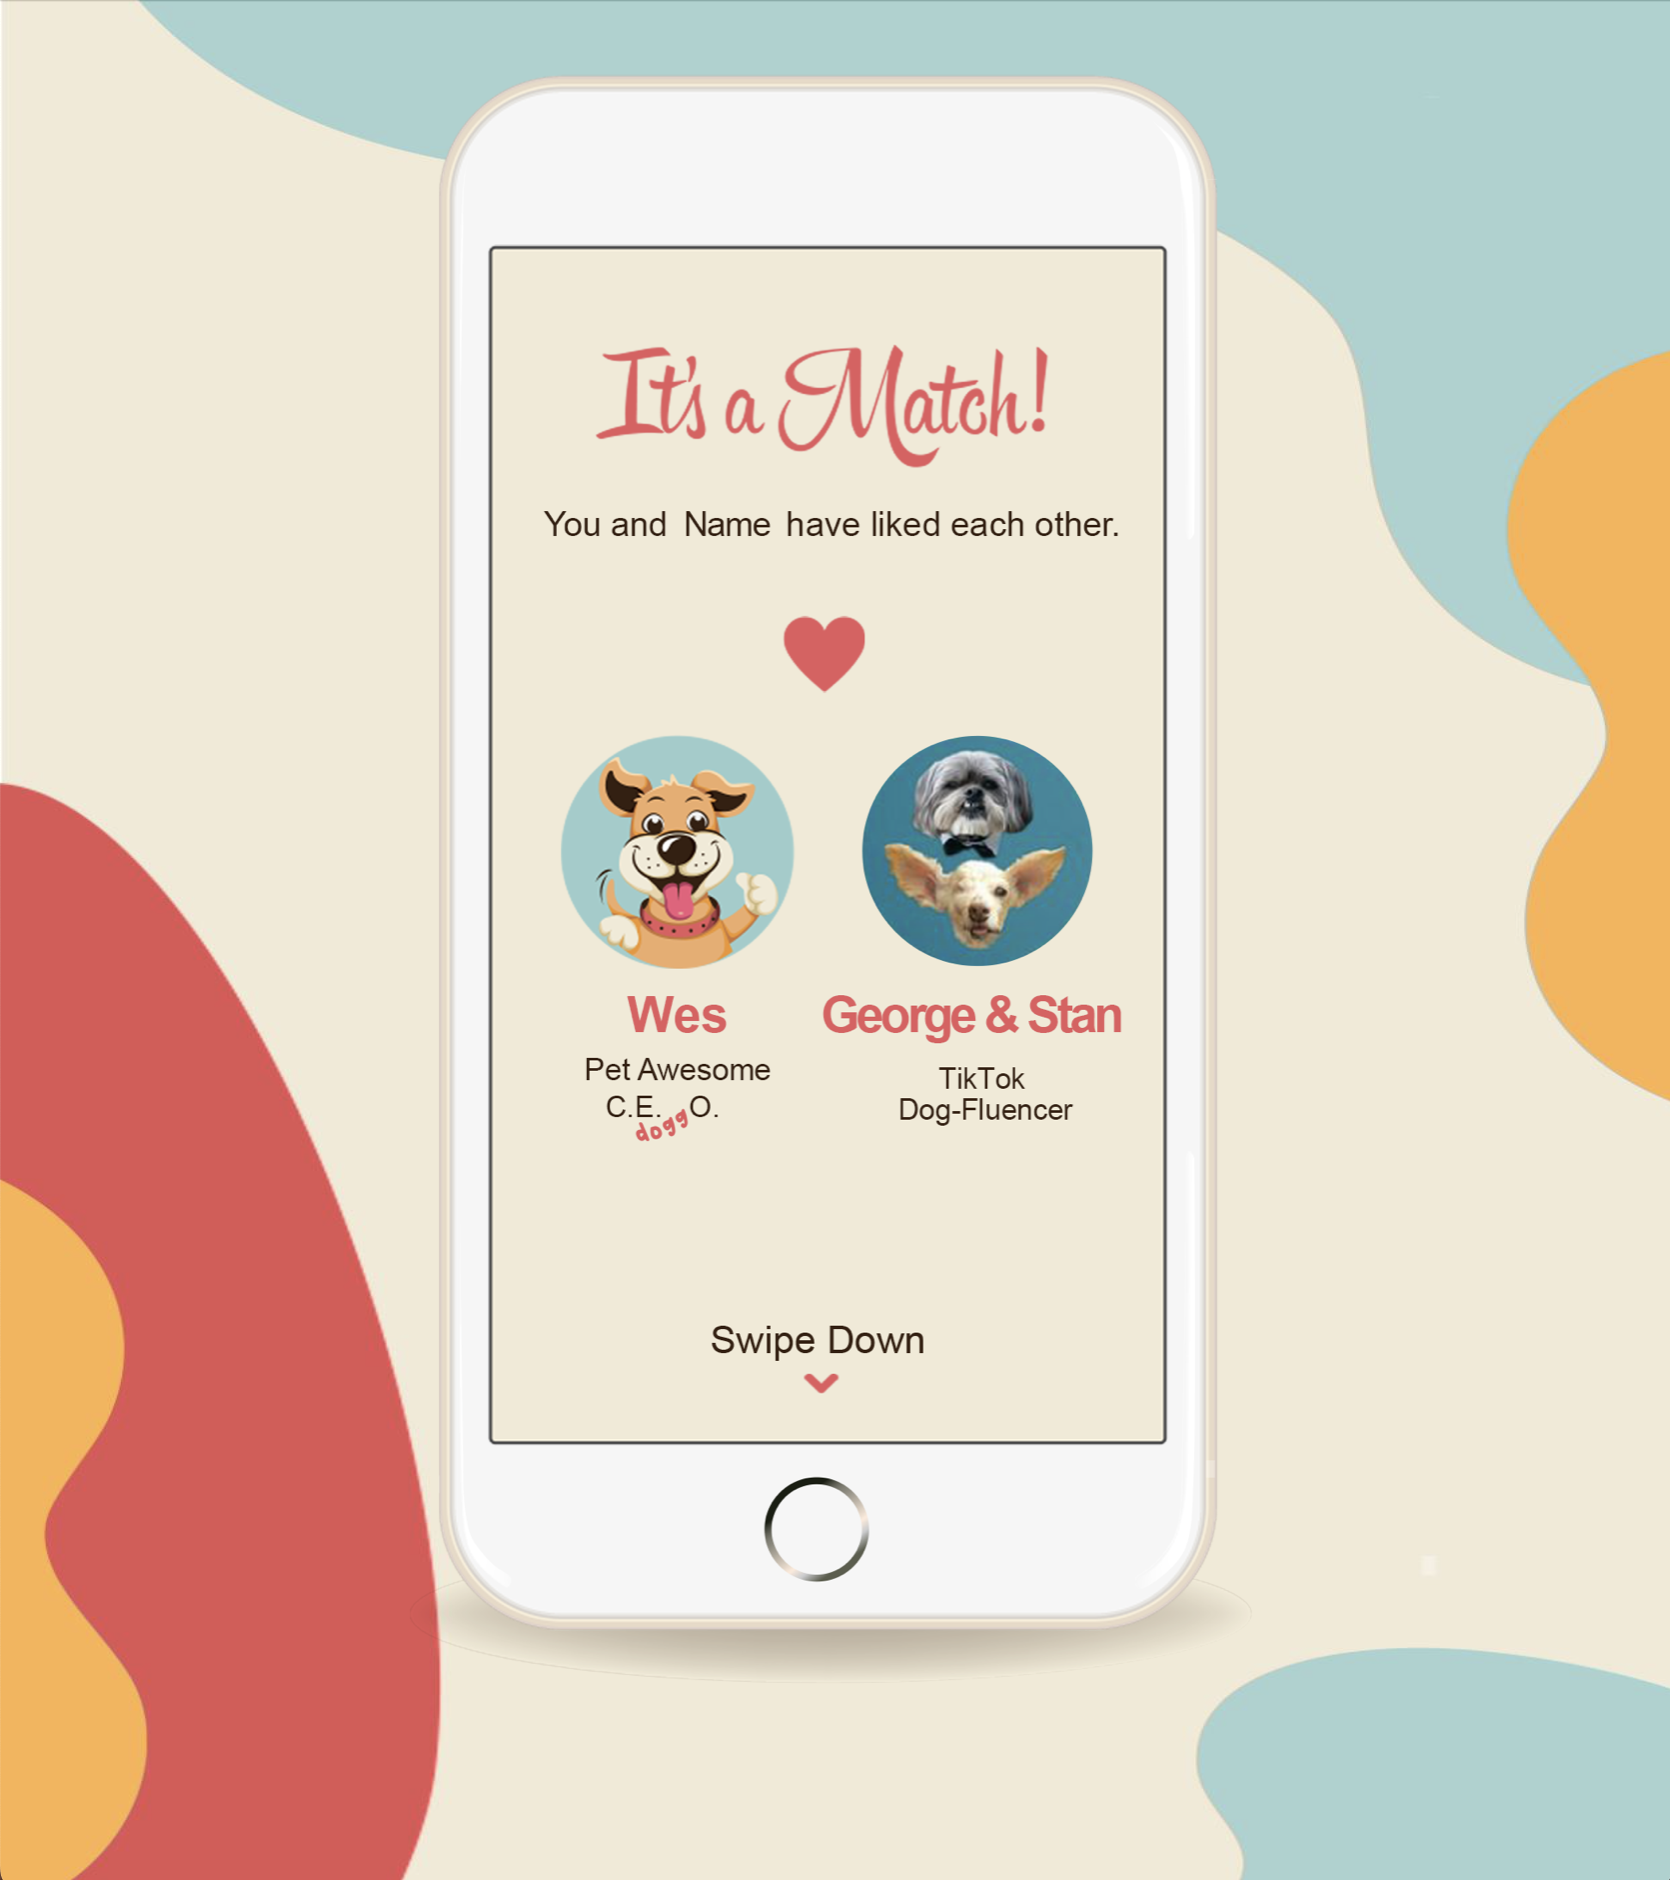 It's a Match!
You and Name have liked each other.
Wes
Pet Awesome
C.E. doggO.
George & Stan
TikTok
Dog-Fluencer
Swipe Down